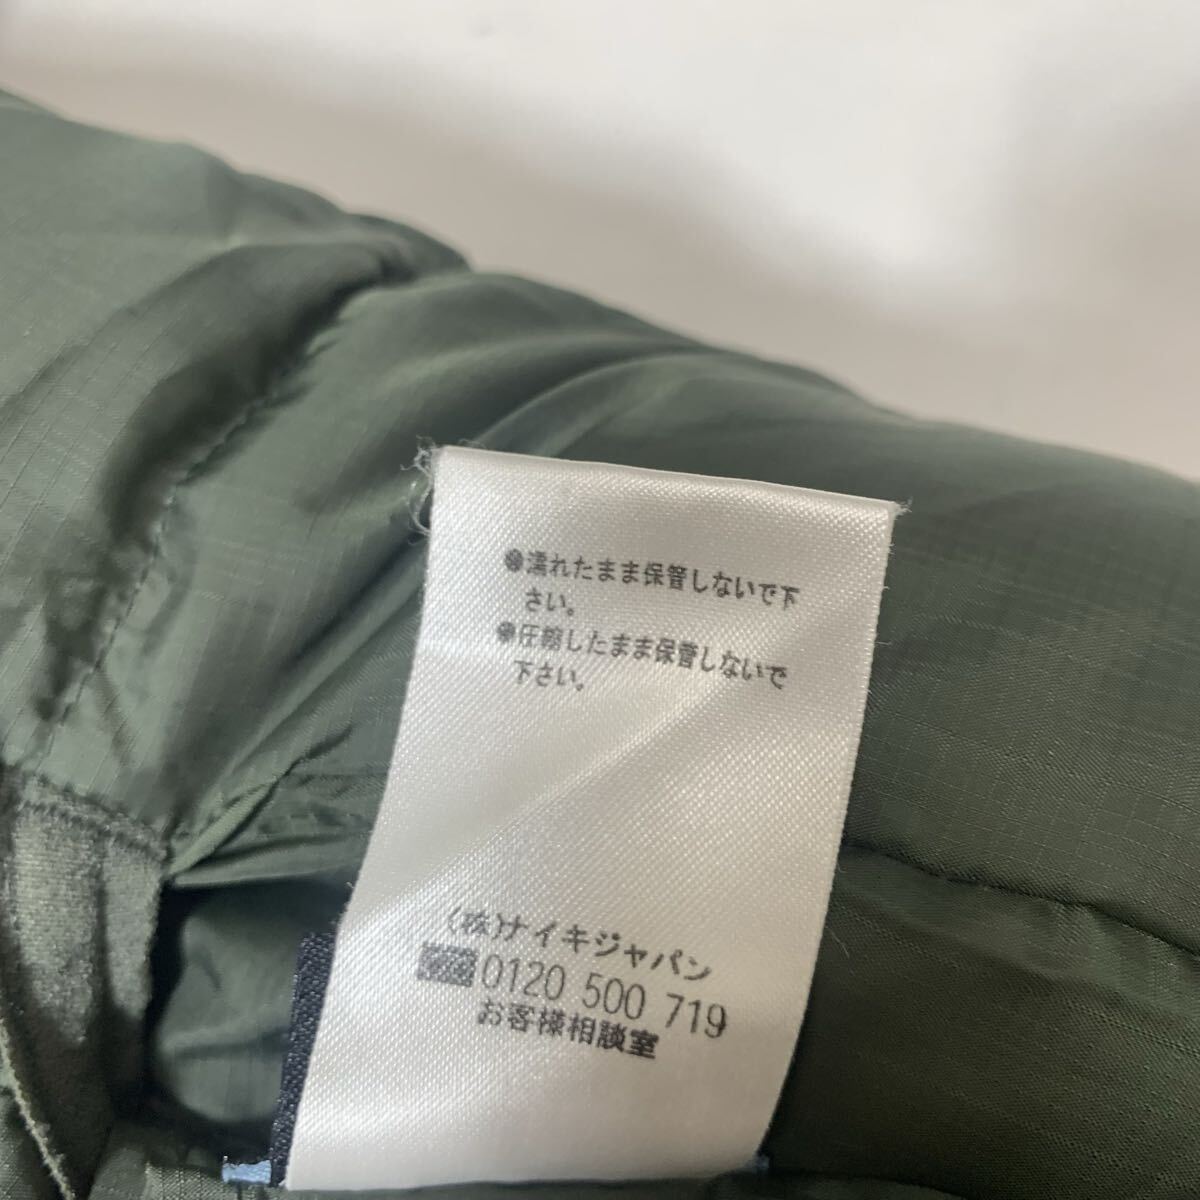 ●濡れたまま保管しないで下
さい。
●圧縮したまま保管しないで
下さい。
(株)ナイキジャパン
0120 500 719
お客様相談室